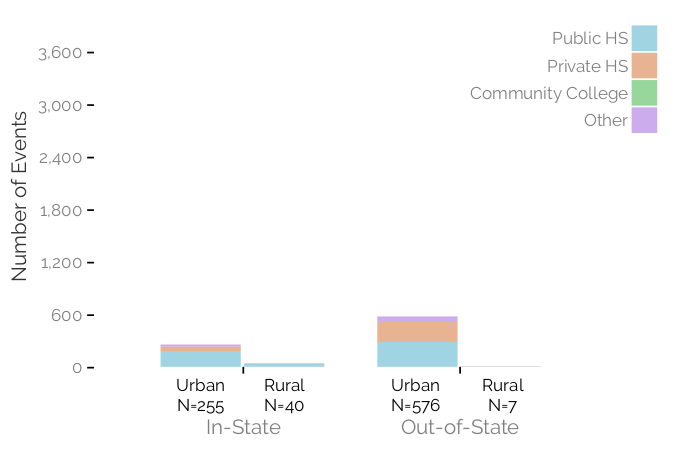 Public HS
Private HS
Community College
Other
Number of Events
3,600
3,000
2,400
1,800
1,200
600
0
Urban Rural Urban Rural
N=255 N=40 N=576 N=7
In-State Out-of-State